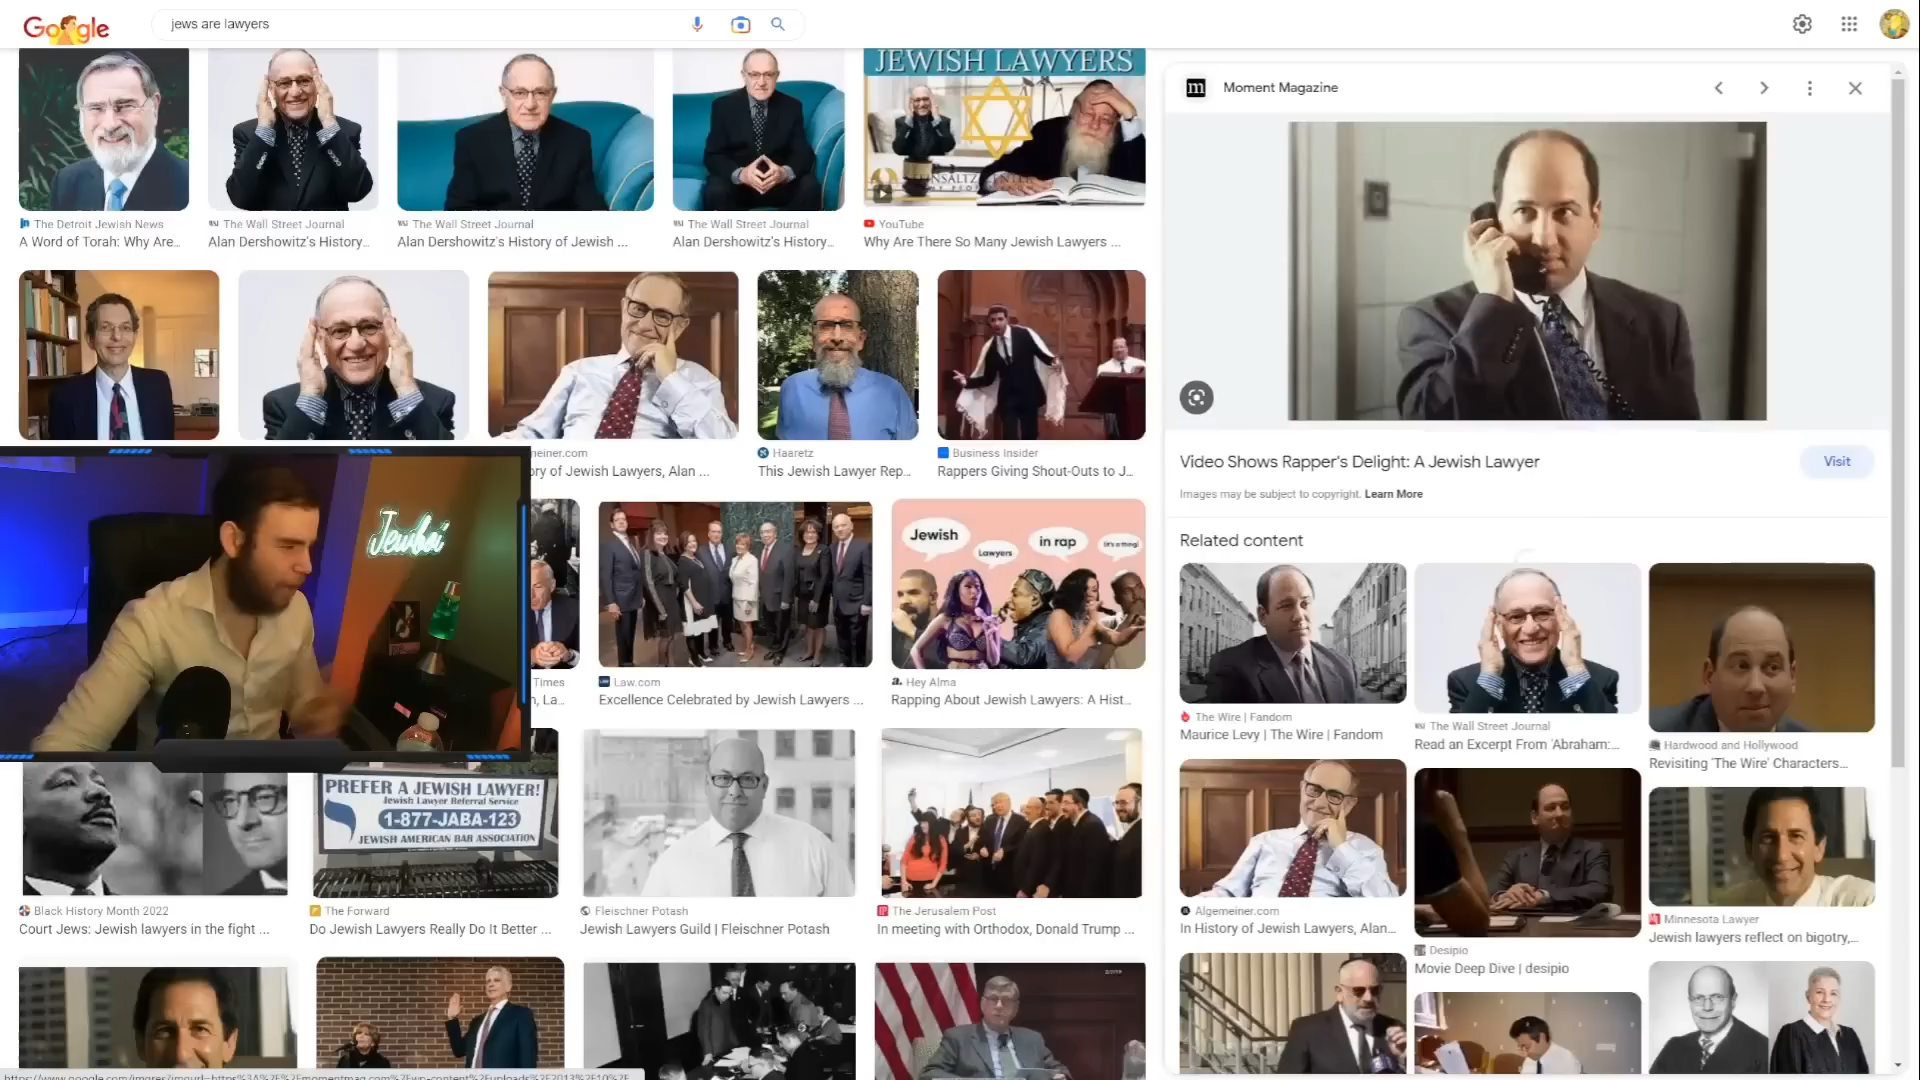 Google
jews are lawyers
JEWISH LAWYERS
The Detroit Jewish News
A Word of Torah: Why Are...
The Wall Street Journal
Alan Dershowitz's History...
The Wall Street Journal
Alan Dershowitz's History of Jewish ...
The Wall Street Journal
Alan Dershowitz's History...
YouTube
Why Are There So Many Jewish Lawyers ...
m Moment Magazine
Video Shows Rapper's Delight: A Jewish Lawyer
Visit
Images may be subject to copyright. Learn More
Related content
einer.com
ory of Jewish Lawyers, Alan ...
Haaretz
This Jewish Lawyer Rep...
Business Insider
Rappers Giving Shout-Outs to J...
Jewbei
Jewish
Lawyers
in rap
(it's a thing)
Times
n, La...
Law.com
Excellence Celebrated by Jewish Lawyers ...
a. Hey Alma
Rapping About Jewish Lawyers: A Hist...
The Wire | Fandom
Maurice Levy | The Wire | Fandom
The Wall Street Journal
Read an Excerpt From 'Abraham:...
Hardwood and Hollywood
Revisiting 'The Wire' Characters...
PREFER A JEWISH LAWYER!
Jewish Lawyer Referral Service
1-877-JABA-123
JEWISH AMERICAN BAR ASSOCIATION
Black History Month 2022
Court Jews: Jewish lawyers in the fight ...
The Forward
Do Jewish Lawyers Really Do It Better ...
Fleischner Potash
Jewish Lawyers Guild | Fleischner Potash
The Jerusalem Post
In meeting with Orthodox, Donald Trump ...
Algemeiner.com
In History of Jewish Lawyers, Alan...
Desipio
Movie Deep Dive | desipio
Minnesota Lawyer
Jewish lawyers reflect on bigotry,...